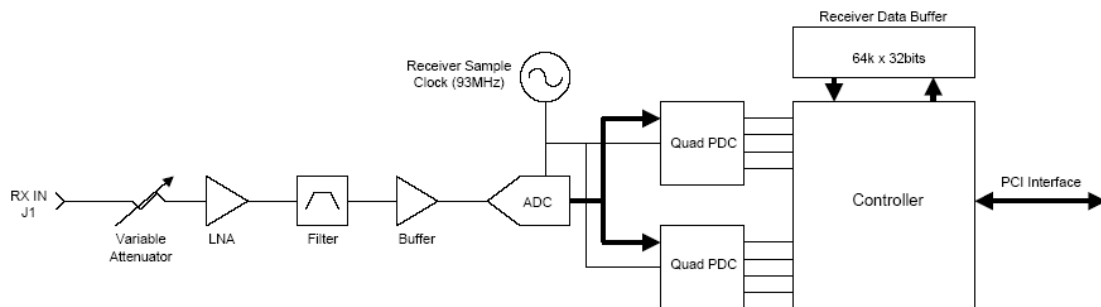 Receiver Data Buffer
64k x 32bits
Receiver Sample
Clock (93MHz)
Quad PDC
RX IN
J1
Variable
Attenuator
LNA
Filter
Buffer
ADC
Controller
PCI Interface
Quad PDC